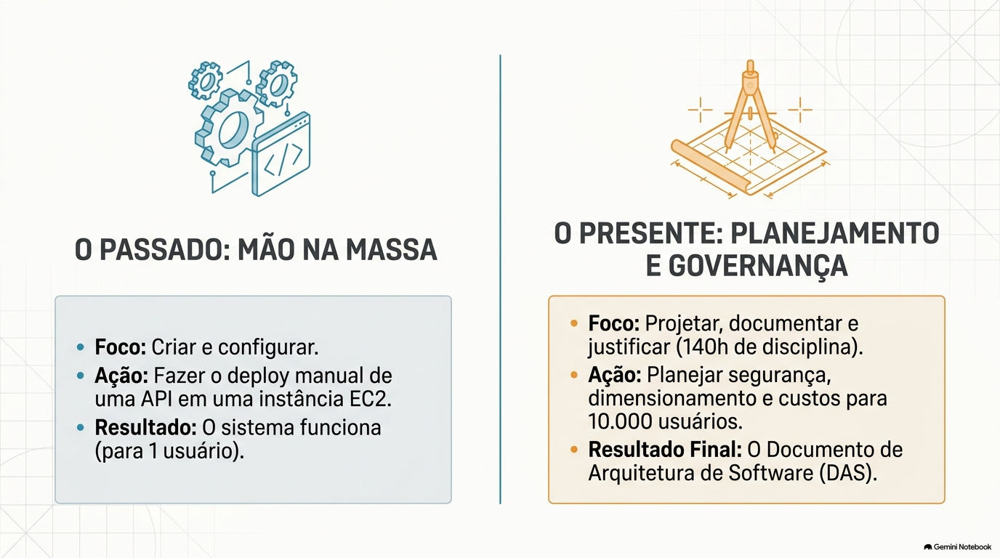 O PASSADO: MÃO NA MASSA
• Foco: Criar e configurar.
• Ação: Fazer o deploy manual de
uma API em uma instância EC2.
• Resultado: O sistema funciona
(para 1 usuário).
O PRESENTE: PLANEJAMENTO
E GOVERNANÇA
• Foco: Projetar, documentar e
justificar (140h de disciplina).
• Ação: Planejar segurança,
dimensionamento e custos para
10.000 usuários.
• Resultado Final: O Documento de
Arquitetura de Software (DAS).
Gemini Notebook